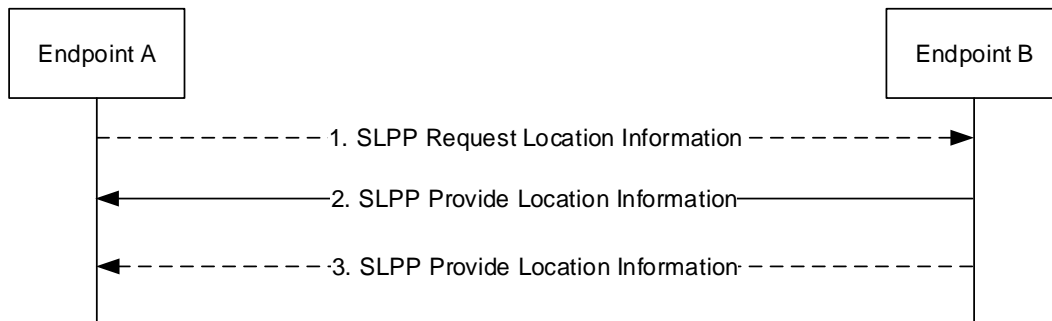 Endpoint A
Endpoint B
1. SLPP Request Location Information
2. SLPP Provide Location Information
3. SLPP Provide Location Information